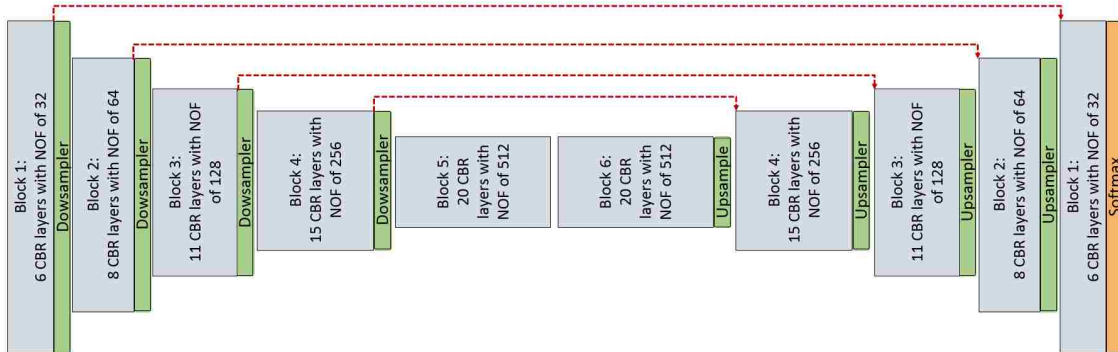 Block 1:
6 CBR layers with NOF of 32
Dowsampler
Block 2:
8 CBR layers with NOF of 64
Dowsampler
Block 3:
11 CBR layers with NOF
of 128
Dowsampler
Block 4:
15 CBR layers with
NOF of 256
Dowsampler
Block 5:
20 CBR
layers with
NOF of 512
Block 6:
20 CBR
layers with
NOF of 512
Upsample
Block 4:
15 CBR layers with
NOF of 256
Upsampler
Block 3:
11 CBR layers with NOF
of 128
Upsampler
Block 2:
8 CBR layers with NOF of 64
Upsampler
Block 1:
6 CBR layers with NOF of 32
Softmax